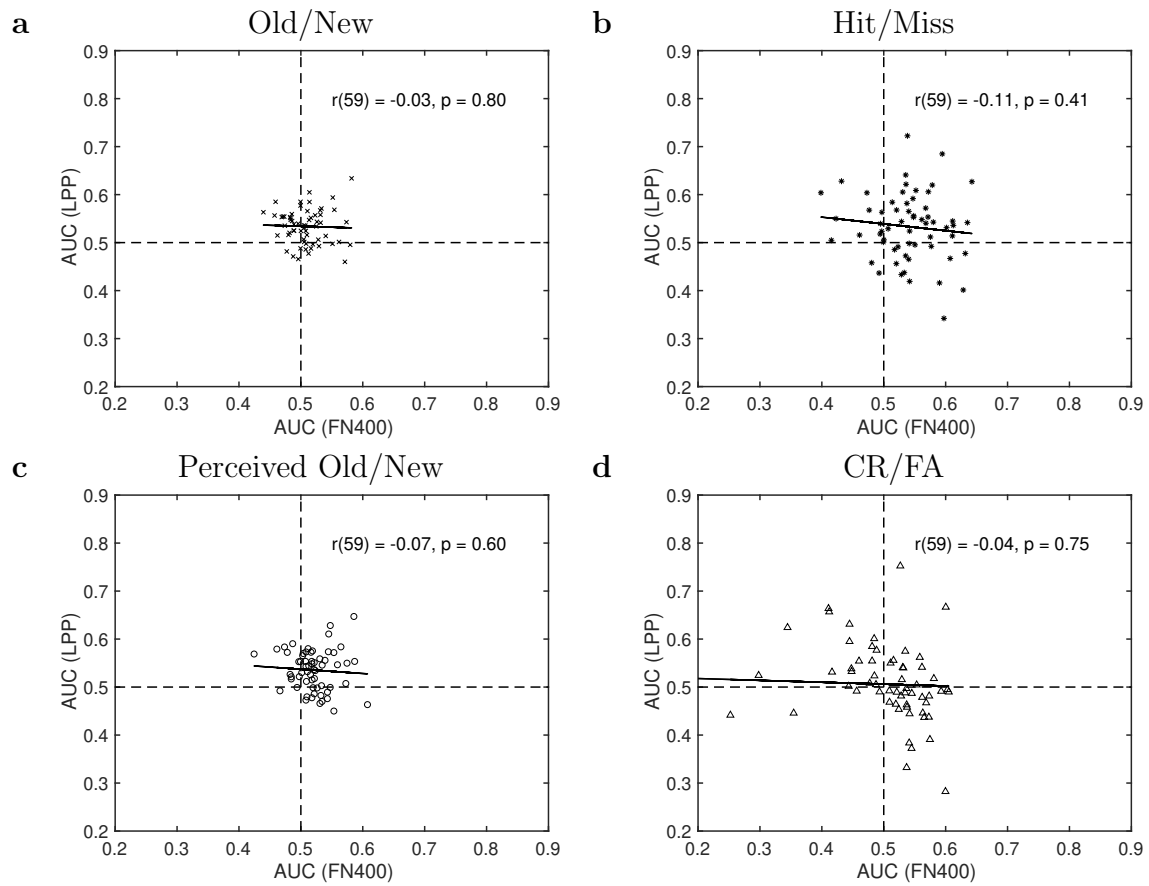 a Old/New
0.9
0.8
0.7
0.6
0.5
0.4
0.3
0.2
AUC (LPP)
r(59) = -0.03, p = 0.80
0.2 0.3 0.4 0.5 0.6 0.7 0.8 0.9
AUC (FN400)
b Hit/Miss
0.9
0.8
0.7
0.6
0.5
0.4
0.3
0.2
AUC (LPP)
r(59) = -0.11, p = 0.41
0.2 0.3 0.4 0.5 0.6 0.7 0.8 0.9
AUC (FN400)
c Perceived Old/New
0.9
0.8
0.7
0.6
0.5
0.4
0.3
0.2
AUC (LPP)
r(59) = -0.07, p = 0.60
0.2 0.3 0.4 0.5 0.6 0.7 0.8 0.9
AUC (FN400)
d CR/FA
0.9
0.8
0.7
0.6
0.5
0.4
0.3
0.2
AUC (LPP)
r(59) = -0.04, p = 0.75
0.2 0.3 0.4 0.5 0.6 0.7 0.8 0.9
AUC (FN400)